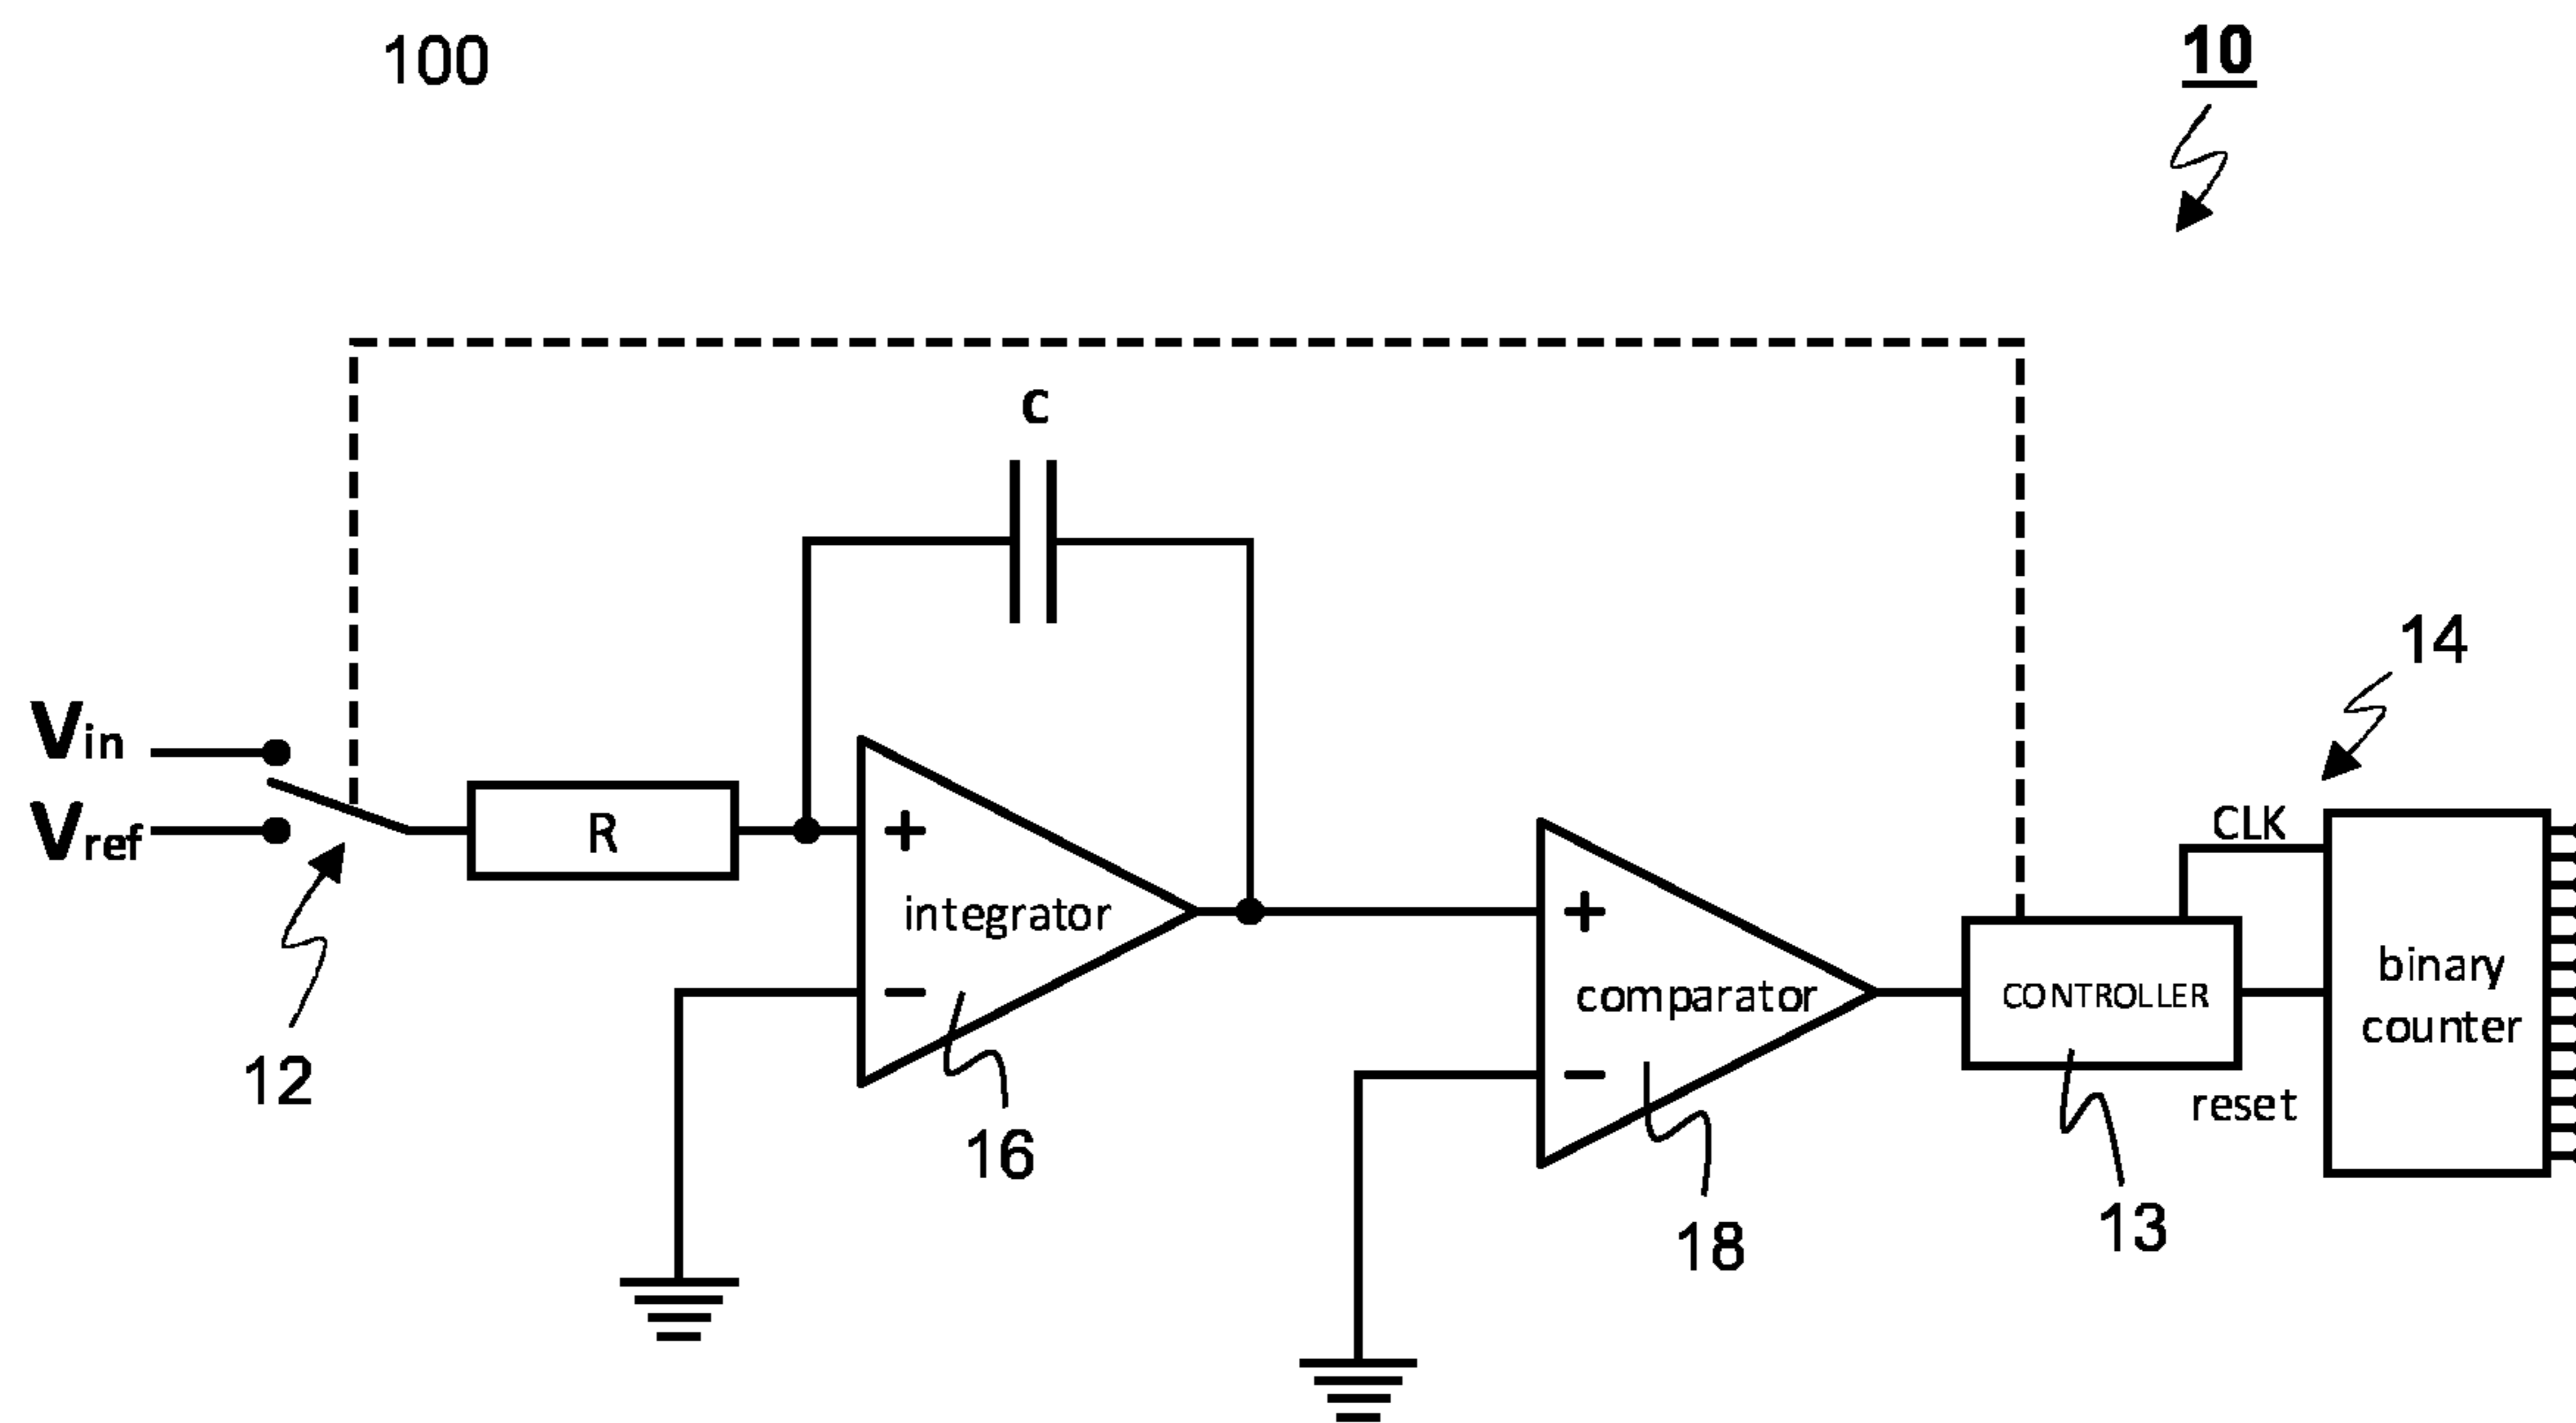 100
10
C
14
Vin
Vref
R
+
CLK
integrator
+
binary
counter
−
comparator
CONTROLLER
−
12
16
reset
18
13